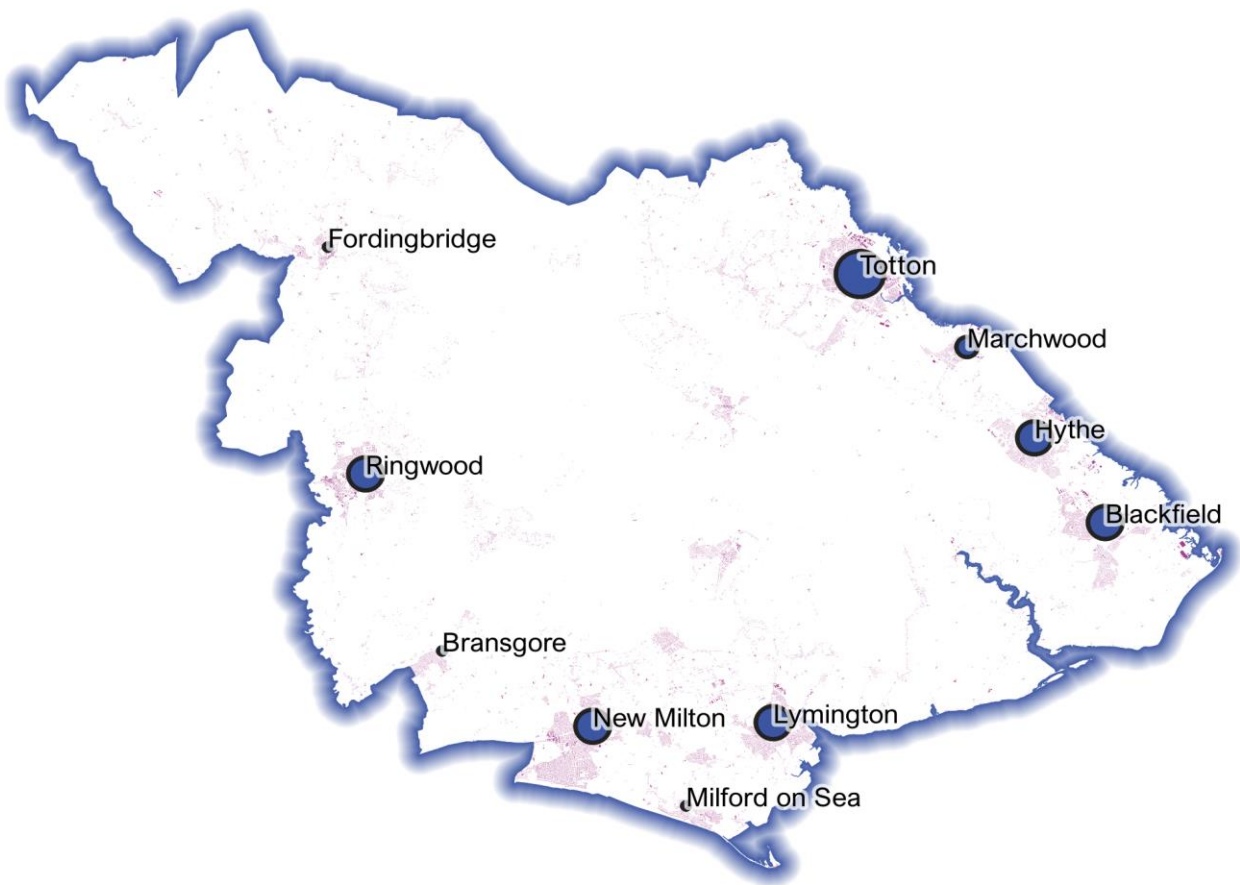 Fordingbridge
Totton
Marchwood
Hythe
Ringwood
Blackfield
Bransgore
New Milton
Lymington
Milford on Sea